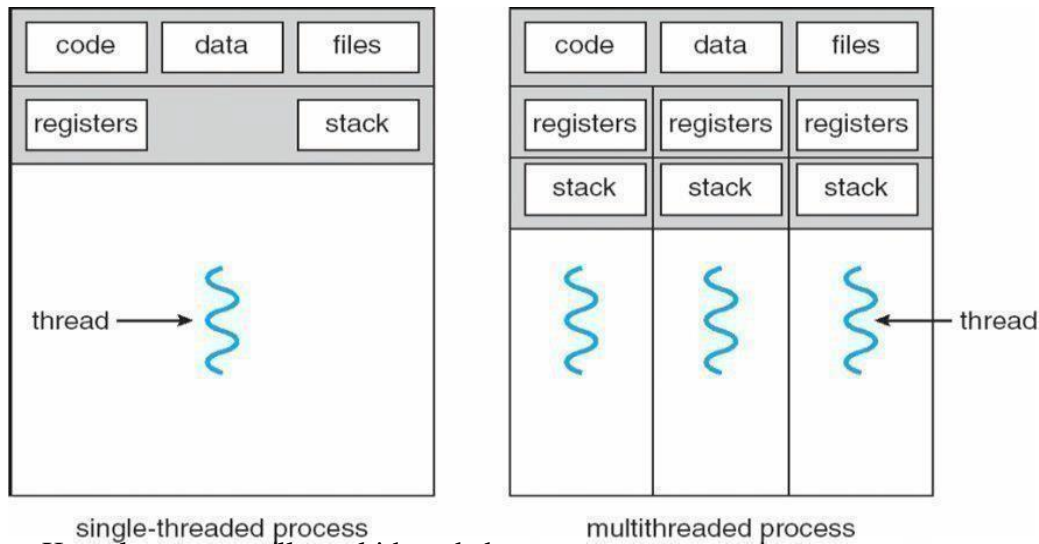 code data files
registers stack
thread
single-threaded process
code data files
registers registers registers
stack stack stack
thread
multithreaded process